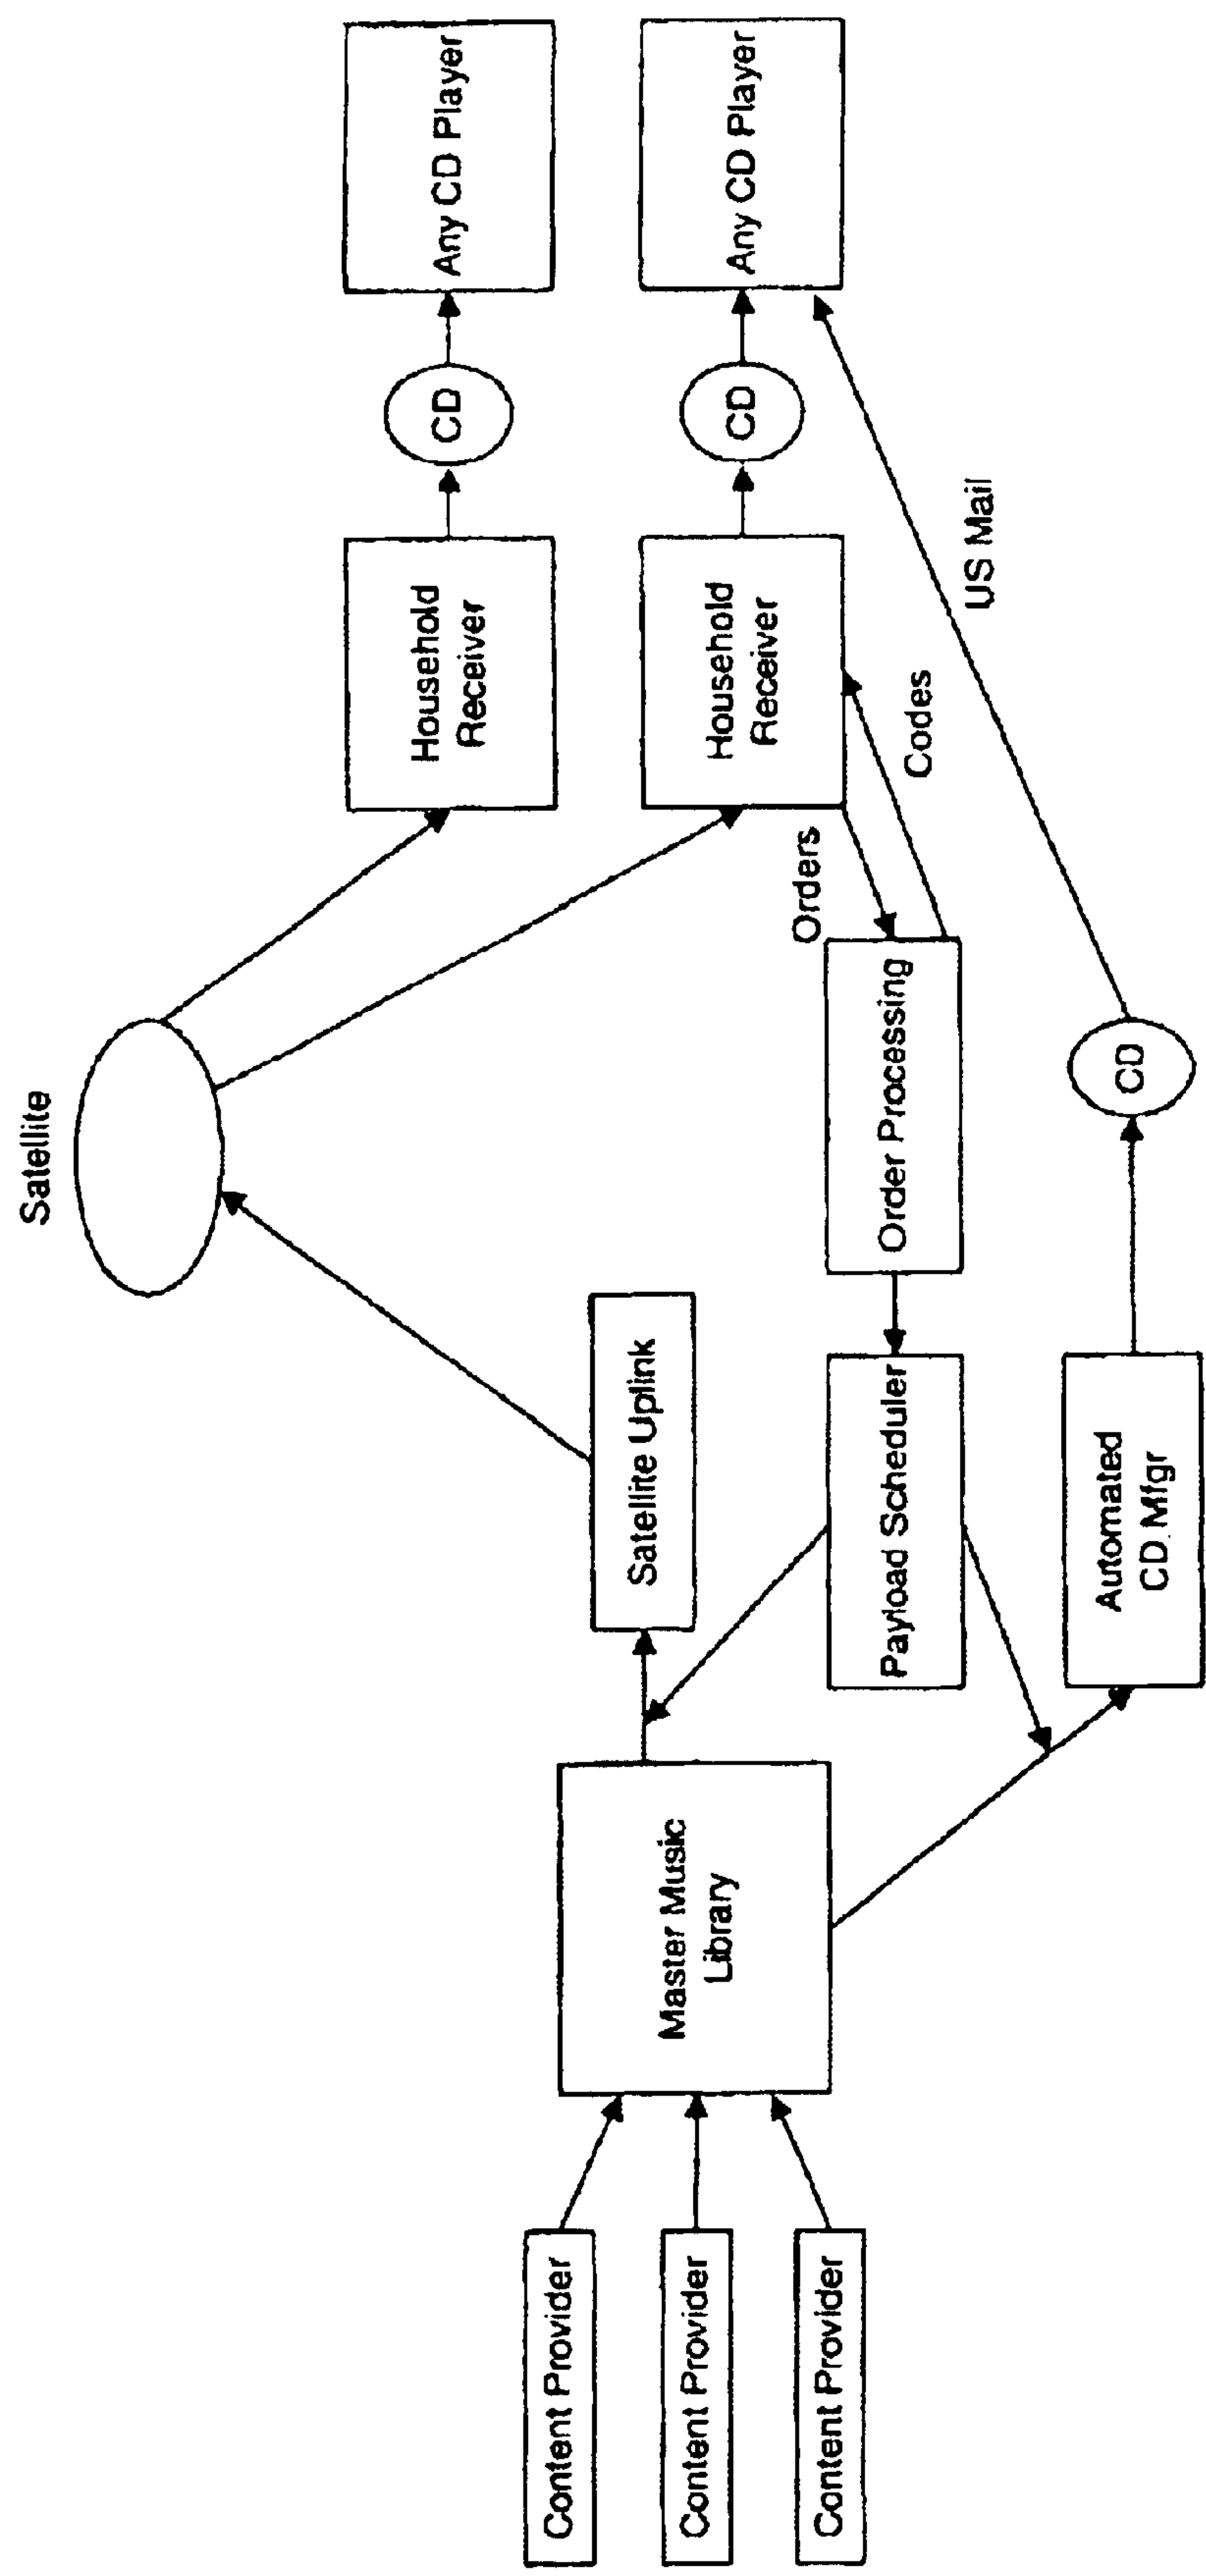 Satellite
Content Provider
Content Provider
Content Provider
Master Music
Library
Satellite Uplink
Payload Scheduler
Order Processing
Orders
Codes
Household
Receiver
CD
Any CD Player
Household
Receiver
CD
Any CD Player
Automated
CD Mfgr
CD
US Mail